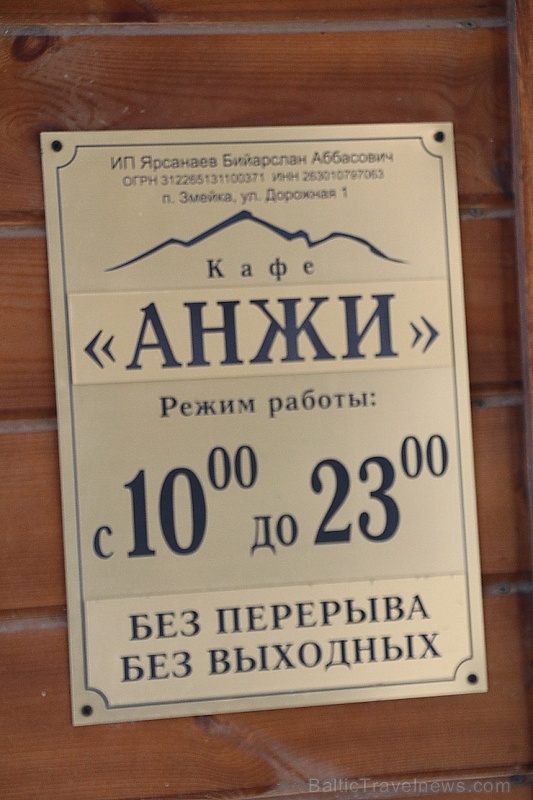 ИП Ярсанаев Бийарслан Аббасович
ОГРН 312265131100371 ИНН 263010797063
п. Змейка, ул. Дорожная 1
Кафе
«АНЖИ»
Режим работы:
с 10⁰⁰ до 23⁰⁰
БЕЗ ПЕРЕРЫВА
БЕЗ ВЫХОДНЫХ
BalticTravelnews.com